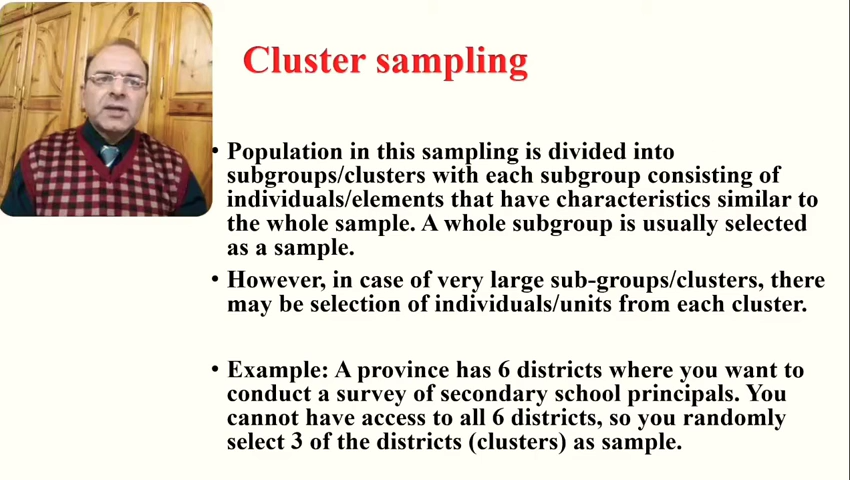 Cluster sampling
• Population in this sampling is divided into
subgroups/clusters with each subgroup consisting of
individuals/elements that have characteristics similar to
the whole sample. A whole subgroup is usually selected
as a sample.
• However, in case of very large sub-groups/clusters, there
may be selection of individuals/units from each cluster.
• Example: A province has 6 districts where you want to
conduct a survey of secondary school principals. You
cannot have access to all 6 districts, so you randomly
select 3 of the districts (clusters) as sample.